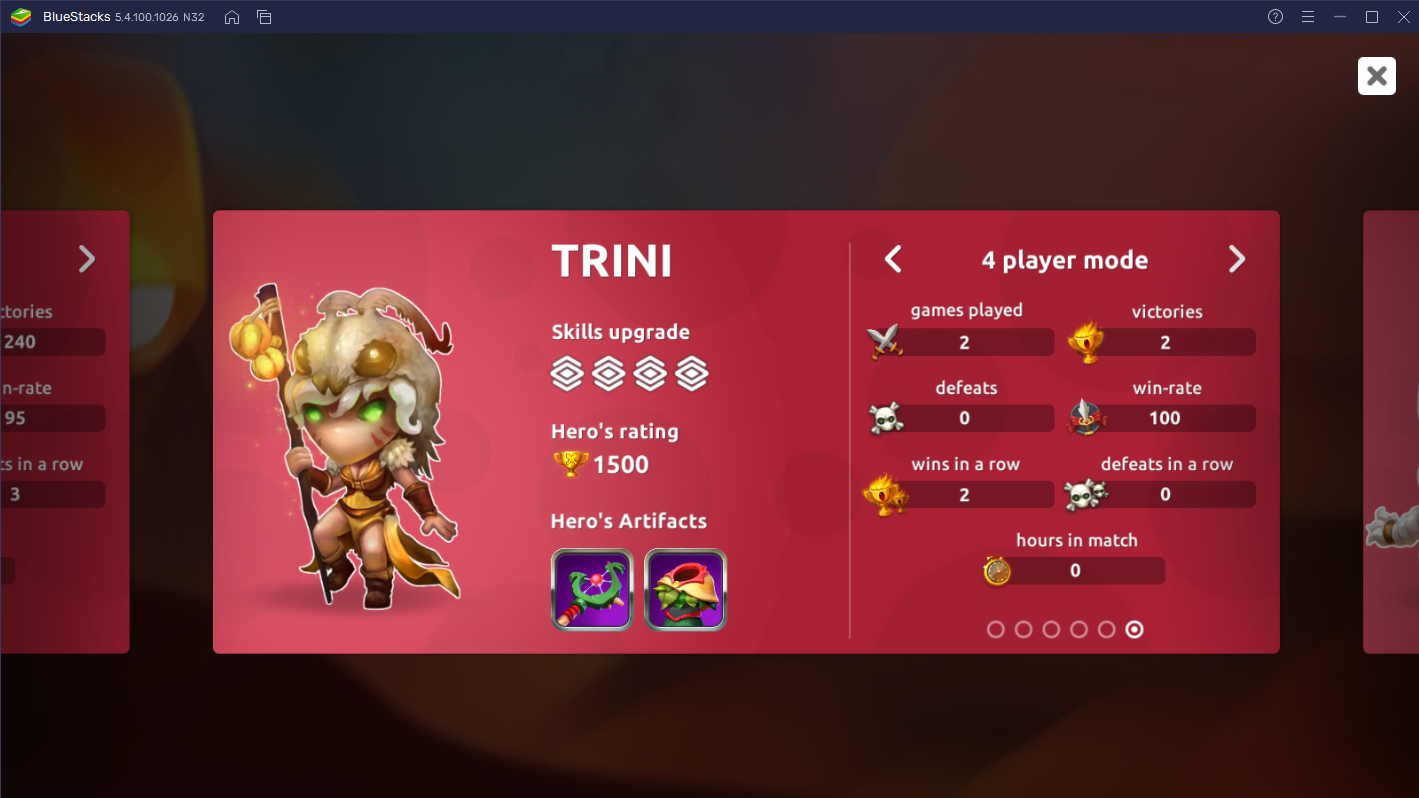 BlueStacks 5.4.100.1026 N32
ctories
240
n-rate
95
ts in a row
3
TRINI
Skills upgrade
Hero's rating
1500
Hero's Artifacts
4 player mode
games played
2
victories
2
defeats
0
win-rate
100
wins in a row
2
defeats in a row
0
hours in match
0